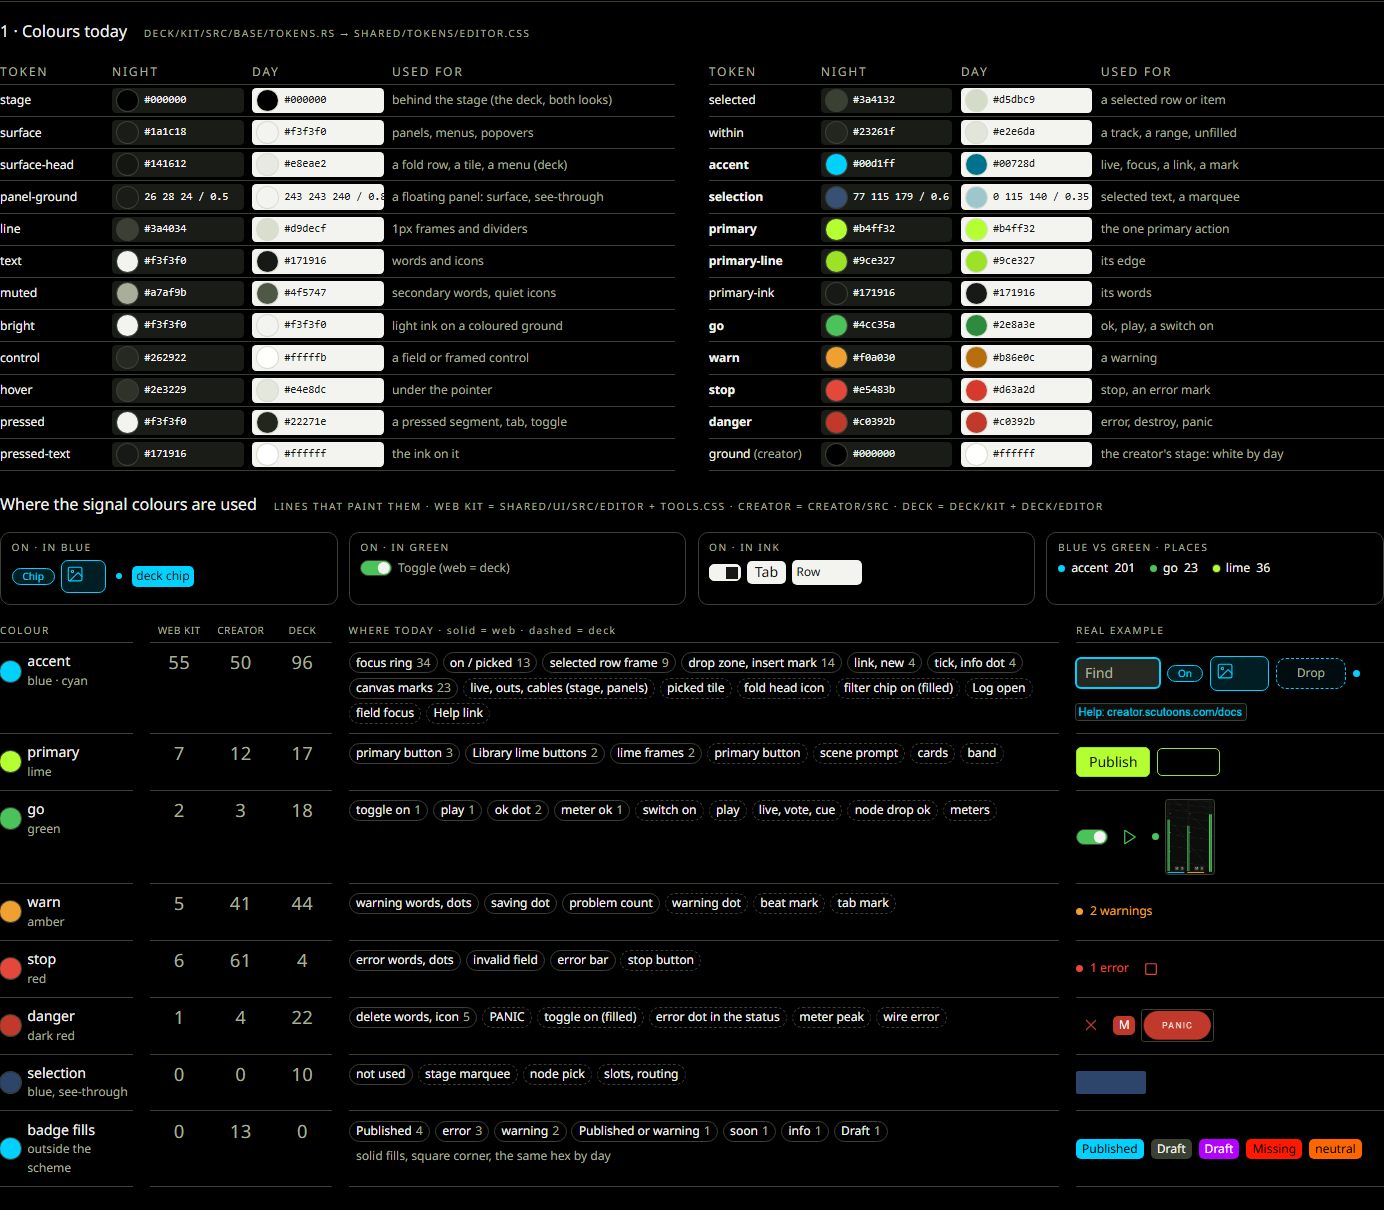 1 · Colours today DECK/KIT/SRC/BASE/TOKENS.RS → SHARED/TOKENS/EDITOR.CSS
TOKEN NIGHT DAY USED FOR
stage #000000 #000000 behind the stage (the deck, both looks)
surface #1a1c18 #f3f3f0 panels, menus, popovers
surface-head #141612 #e8eae2 a fold row, a tile, a menu (deck)
panel-ground 26 28 24 / 0.5 243 243 240 / 0.8 a floating panel: surface, see-through
line #3a4034 #d9decf 1px frames and dividers
text #f3f3f0 #171916 words and icons
muted #a7af9b #4f5747 secondary words, quiet icons
bright #f3f3f0 #f3f3f0 light ink on a coloured ground
control #262922 #fffffb a field or framed control
hover #2e3229 #e4e8dc under the pointer
pressed #f3f3f0 #22271e a pressed segment, tab, toggle
pressed-text #171916 #ffffff the ink on it
TOKEN NIGHT DAY USED FOR
selected #3a4132 #d5dbc9 a selected row or item
within #23261f #e2e6da a track, a range, unfilled
accent #00d1ff #00728d live, focus, a link, a mark
selection 77 115 179 / 0.6 0 115 140 / 0.35 selected text, a marquee
primary #b4ff32 #b4ff32 the one primary action
primary-line #9ce327 #9ce327 its edge
primary-ink #171916 #171916 its words
go #4cc35a #2e8a3e ok, play, a switch on
warn #f0a030 #b86e0c a warning
stop #e5483b #d63a2d stop, an error mark
danger #c0392b #c0392b error, destroy, panic
ground (creator) #000000 #ffffff the creator's stage: white by day
Where the signal colours are used LINES THAT PAINT THEM · WEB KIT = SHARED/UI/SRC/EDITOR + TOOLS.CSS · CREATOR = CREATOR/SRC · DECK = DECK/KIT + DECK/EDITOR
ON · IN BLUE
Chip deck chip
ON · IN GREEN
Toggle (web = deck)
ON · IN INK
Tab Row
BLUE VS GREEN · PLACES
accent 201 go 23 lime 36
COLOUR WEB KIT CREATOR DECK WHERE TODAY · solid = web · dashed = deck REAL EXAMPLE
accent 55 50 96 focus ring 34 on / picked 13 selected row frame 9 drop zone, insert mark 14 link, new 4 tick, info dot 4 Find On Drop
blue · cyan canvas marks 23 live, outs, cables (stage, panels) picked tile fold head icon filter chip on (filled) Log open
field focus Help link Help: creator.scutoons.com/docs
primary 7 12 17 primary button 3 Library lime buttons 2 lime frames 2 primary button scene prompt cards band Publish
lime
go 2 3 18 toggle on 1 play 1 ok dot 2 meter ok 1 switch on play live, vote, cue node drop ok meters
green
warn 5 41 44 warning words, dots saving dot problem count warning dot beat mark tab mark 2 warnings
amber
stop 6 61 4 error words, dots invalid field error bar stop button 1 error
red
danger 1 4 22 delete words, icon 5 PANIC toggle on (filled) error dot in the status meter peak wire error M PANIC
dark red
selection 0 0 10 not used stage marquee node pick slots, routing
blue, see-through
badge fills 0 13 0 Published 4 error 3 warning 2 Published or warning 1 soon 1 info 1 Draft 1 Published Draft Draft Missing neutral
outside the solid fills, square corner, the same hex by day
scheme